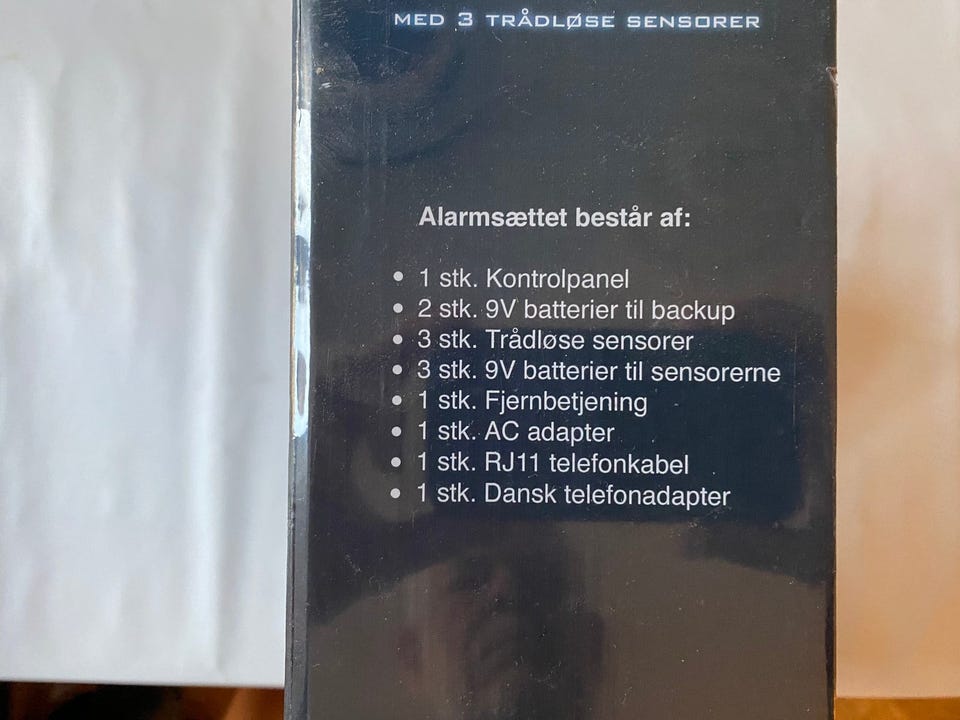 MED 3 TRÅDLØSE SENSORER
Alarmsættet består af:
• 1 stk. Kontrolpanel
• 2 stk. 9V batterier til backup
• 3 stk. Trådløse sensorer
• 3 stk. 9V batterier til sensorerne
• 1 stk. Fjernbetjening
• 1 stk. AC adapter
• 1 stk. RJ11 telefonkabel
• 1 stk. Dansk telefonadapter